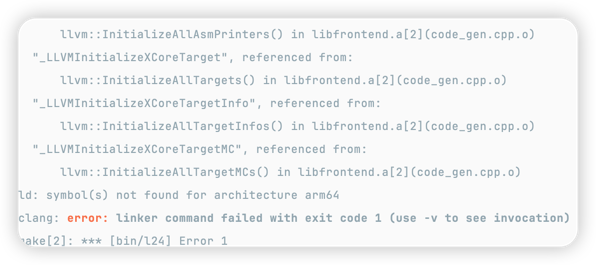 llvm::InitializeAllAsmPrinters() in libfrontend.a[2](code_gen.cpp.o)
"_LLVMInitializeXCoreTarget", referenced from:
llvm::InitializeAllTargets() in libfrontend.a[2](code_gen.cpp.o)
"_LLVMInitializeXCoreTargetInfo", referenced from:
llvm::InitializeAllTargetInfos() in libfrontend.a[2](code_gen.cpp.o)
"_LLVMInitializeXCoreTargetMC", referenced from:
llvm::InitializeAllTargetMCs() in libfrontend.a[2](code_gen.cpp.o)
ld: symbol(s) not found for architecture arm64
clang: error: linker command failed with exit code 1 (use -v to see invocation)
make[2]: *** [bin/l24] Error 1